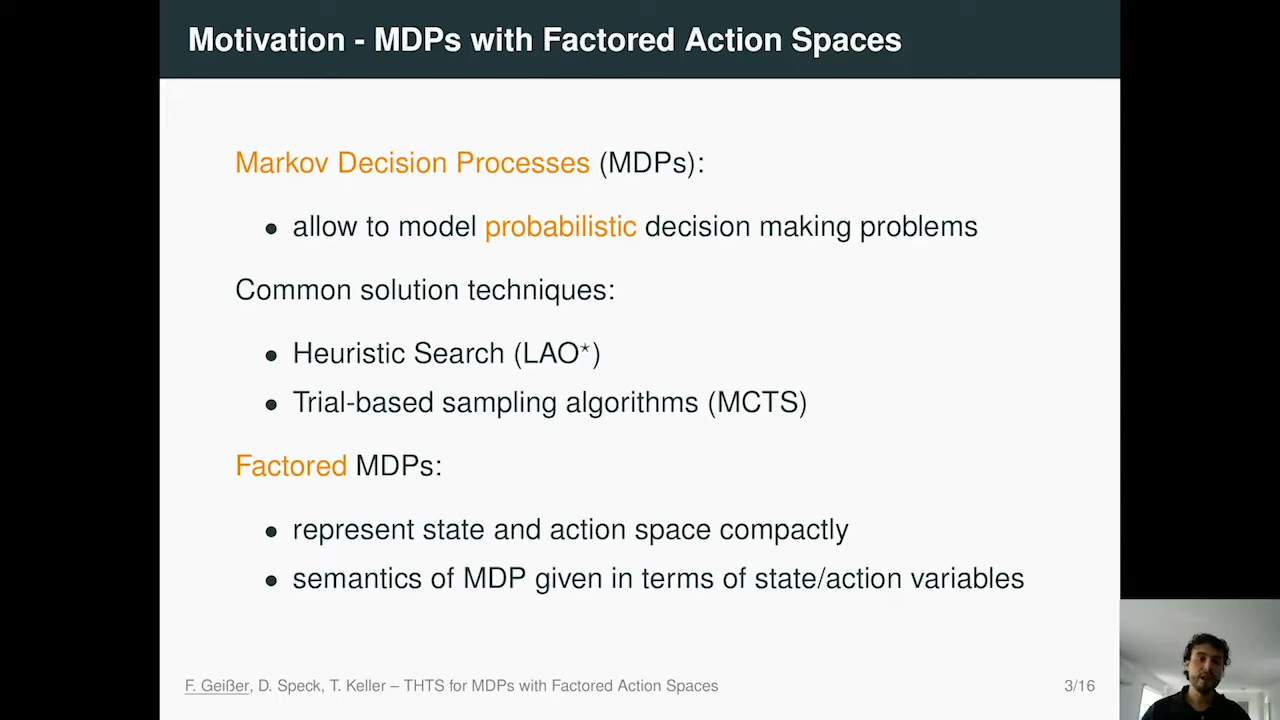 Motivation - MDPs with Factored Action Spaces
Markov Decision Processes (MDPs):
• allow to model probabilistic decision making problems
Common solution techniques:
• Heuristic Search (LAO*)
• Trial-based sampling algorithms (MCTS)
Factored MDPs:
• represent state and action space compactly
• semantics of MDP given in terms of state/action variables
F. Geißer, D. Speck, T. Keller – THTS for MDPs with Factored Action Spaces 3/16